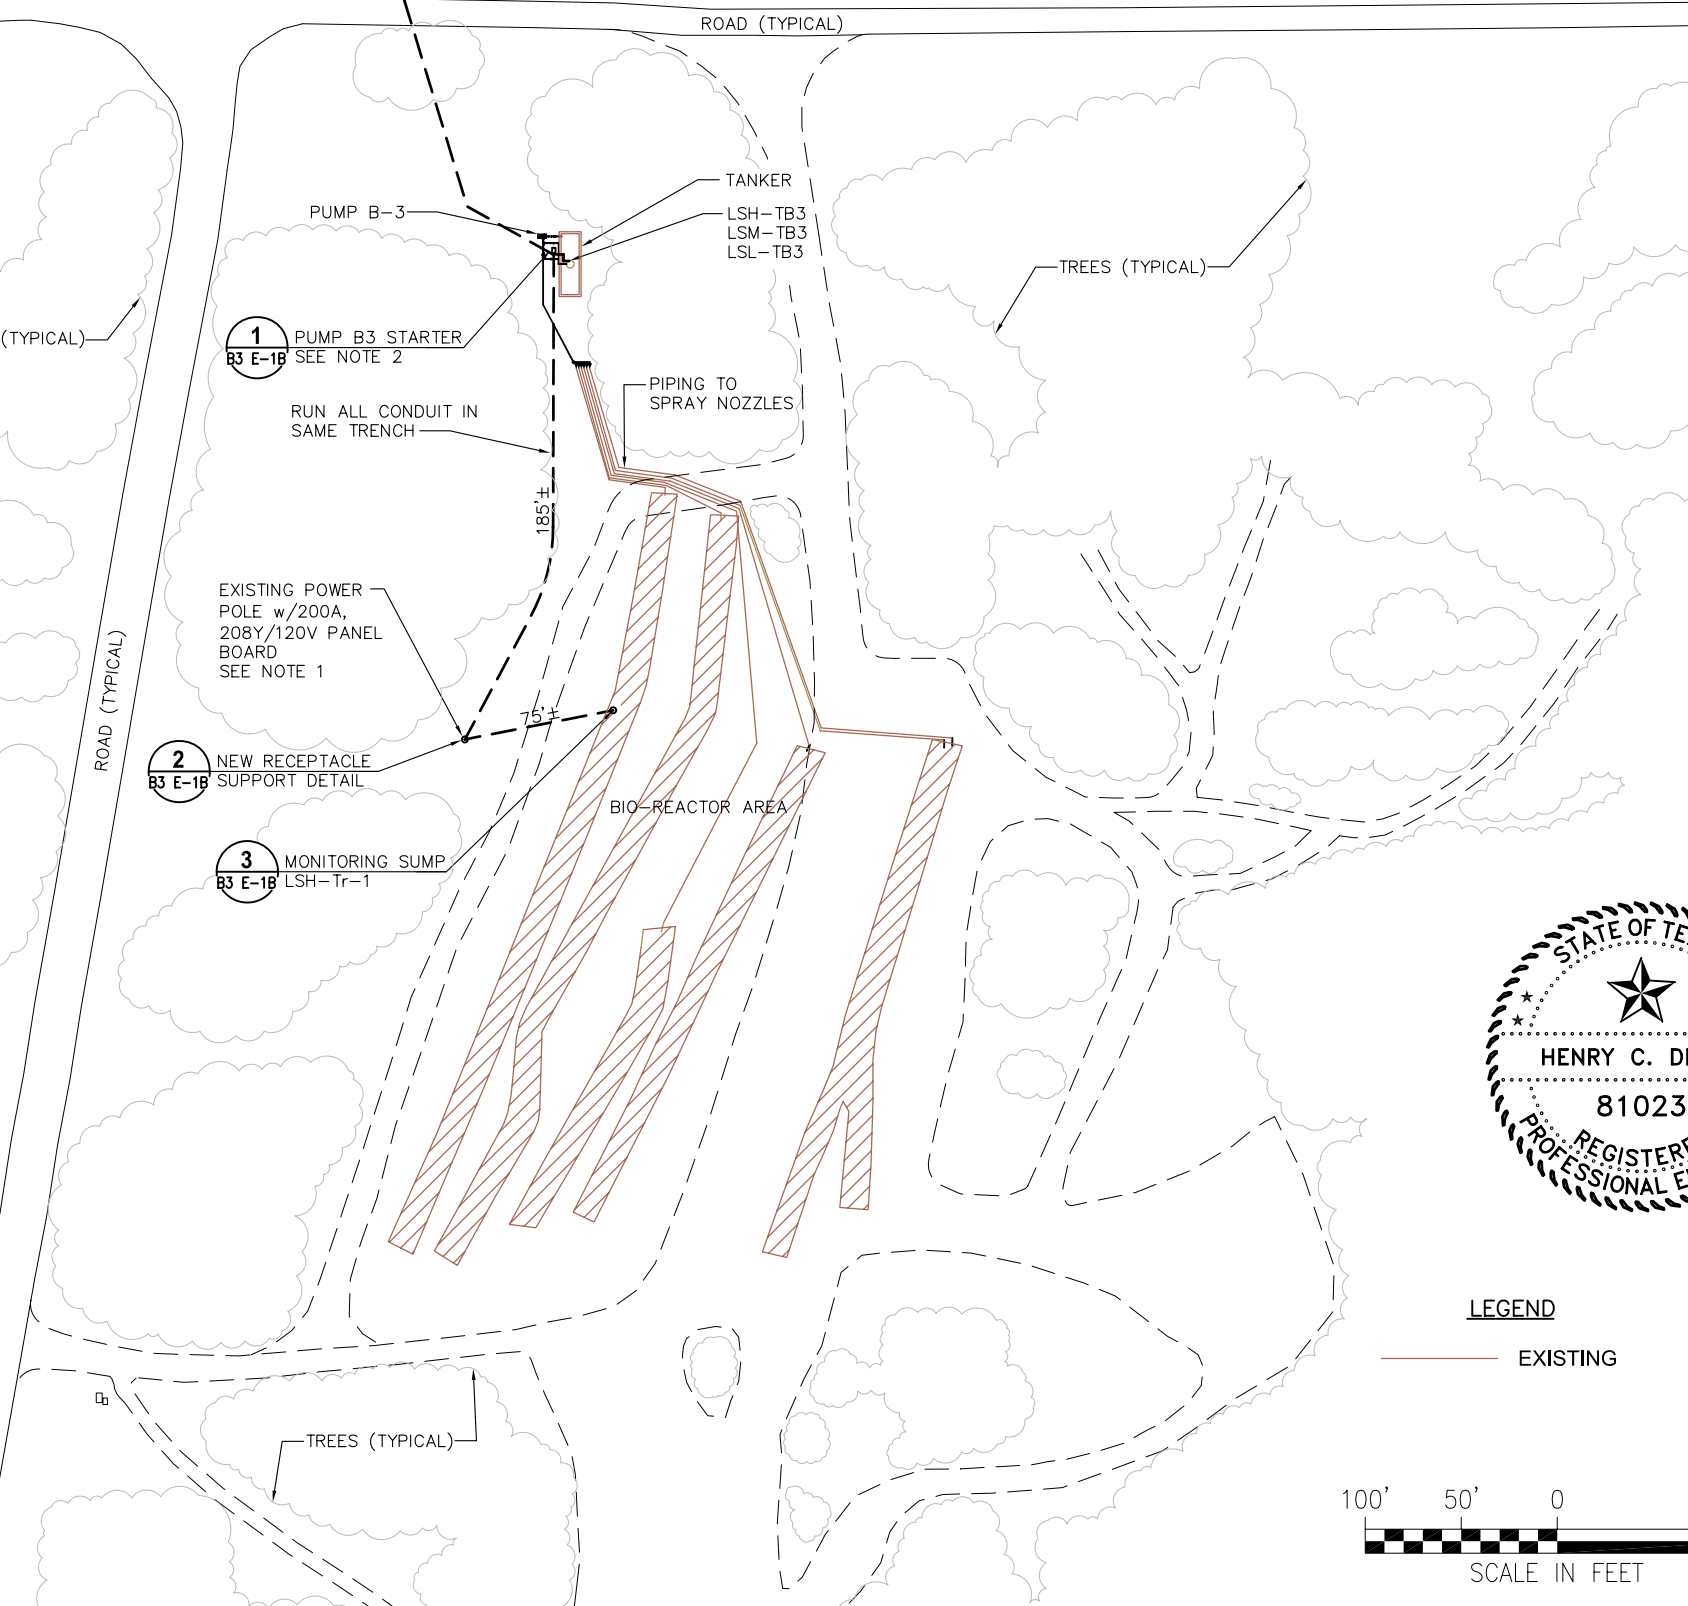 ROAD (TYPICAL)
TANKER
PUMP B-3
LSH-TB3
LSM-TB3
LSL-TB3
TREES (TYPICAL)
(TYPICAL)
1
B3 E-1B
PUMP B3 STARTER
SEE NOTE 2
PIPING TO
SPRAY NOZZLES
RUN ALL CONDUIT IN
SAME TRENCH
185'±
EXISTING POWER
POLE w/200A,
208Y/120V PANEL
BOARD
SEE NOTE 1
ROAD (TYPICAL)
75'±
2
B3 E-1B
NEW RECEPTACLE
SUPPORT DETAIL
BIO-REACTOR AREA
3
B3 E-1B
MONITORING SUMP
LSH-Tr-1
STATE OF TE
HENRY C. D
81023
REGISTERE
PROFESSIONAL E
LEGEND
EXISTING
TREES (TYPICAL)
100' 50' 0
SCALE IN FEET